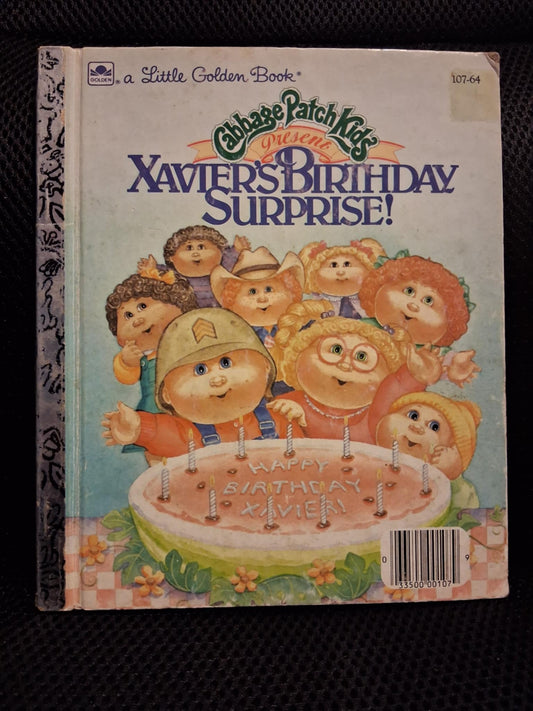 GOLDEN
a Little Golden Book®
107-64
Cabbage Patch Kids
Present
XAVIER'S BIRTHDAY
SURPRISE!
HAPPY
BIRTHDAY
XAVIER!
0
33500 00107
9